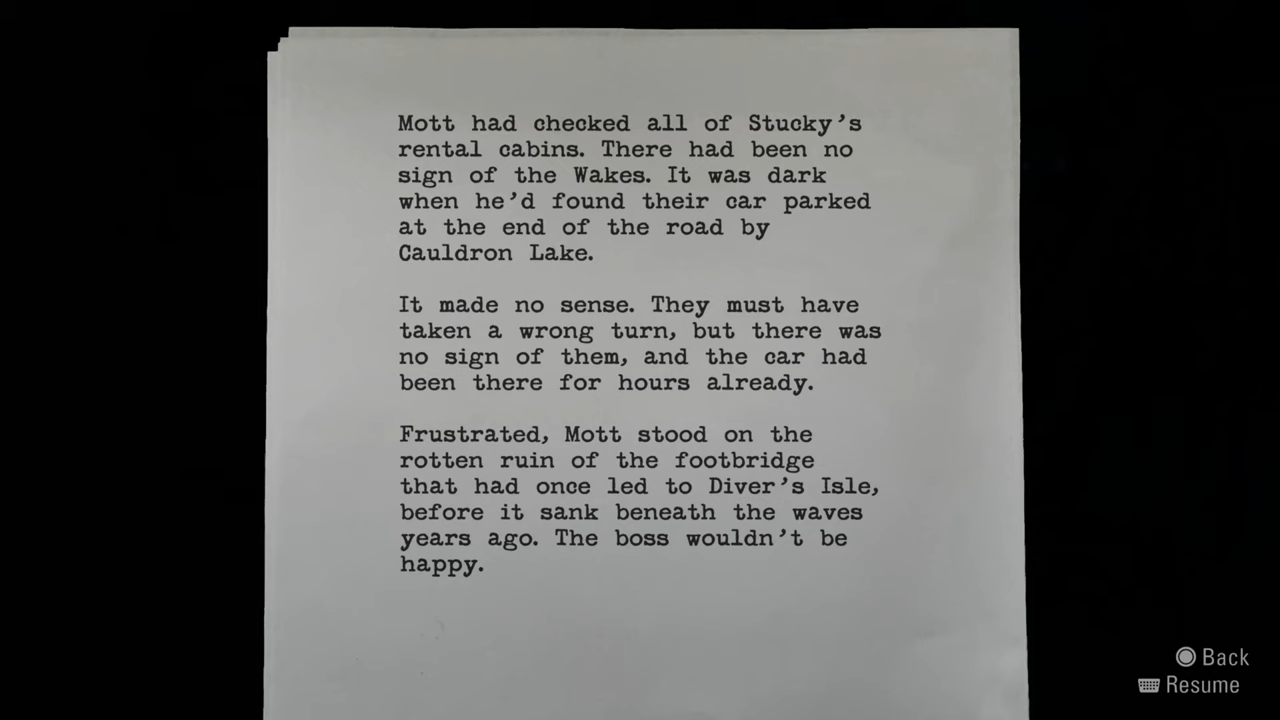 Mott had checked all of Stucky's
rental cabins. There had been no
sign of the Wakes. It was dark
when he'd found their car parked
at the end of the road by
Cauldron Lake.
It made no sense. They must have
taken a wrong turn, but there was
no sign of them, and the car had
been there for hours already.
Frustrated, Mott stood on the
rotten ruin of the footbridge
that had once led to Diver's Isle,
before it sank beneath the waves
years ago. The boss wouldn't be
happy.
Back
Resume